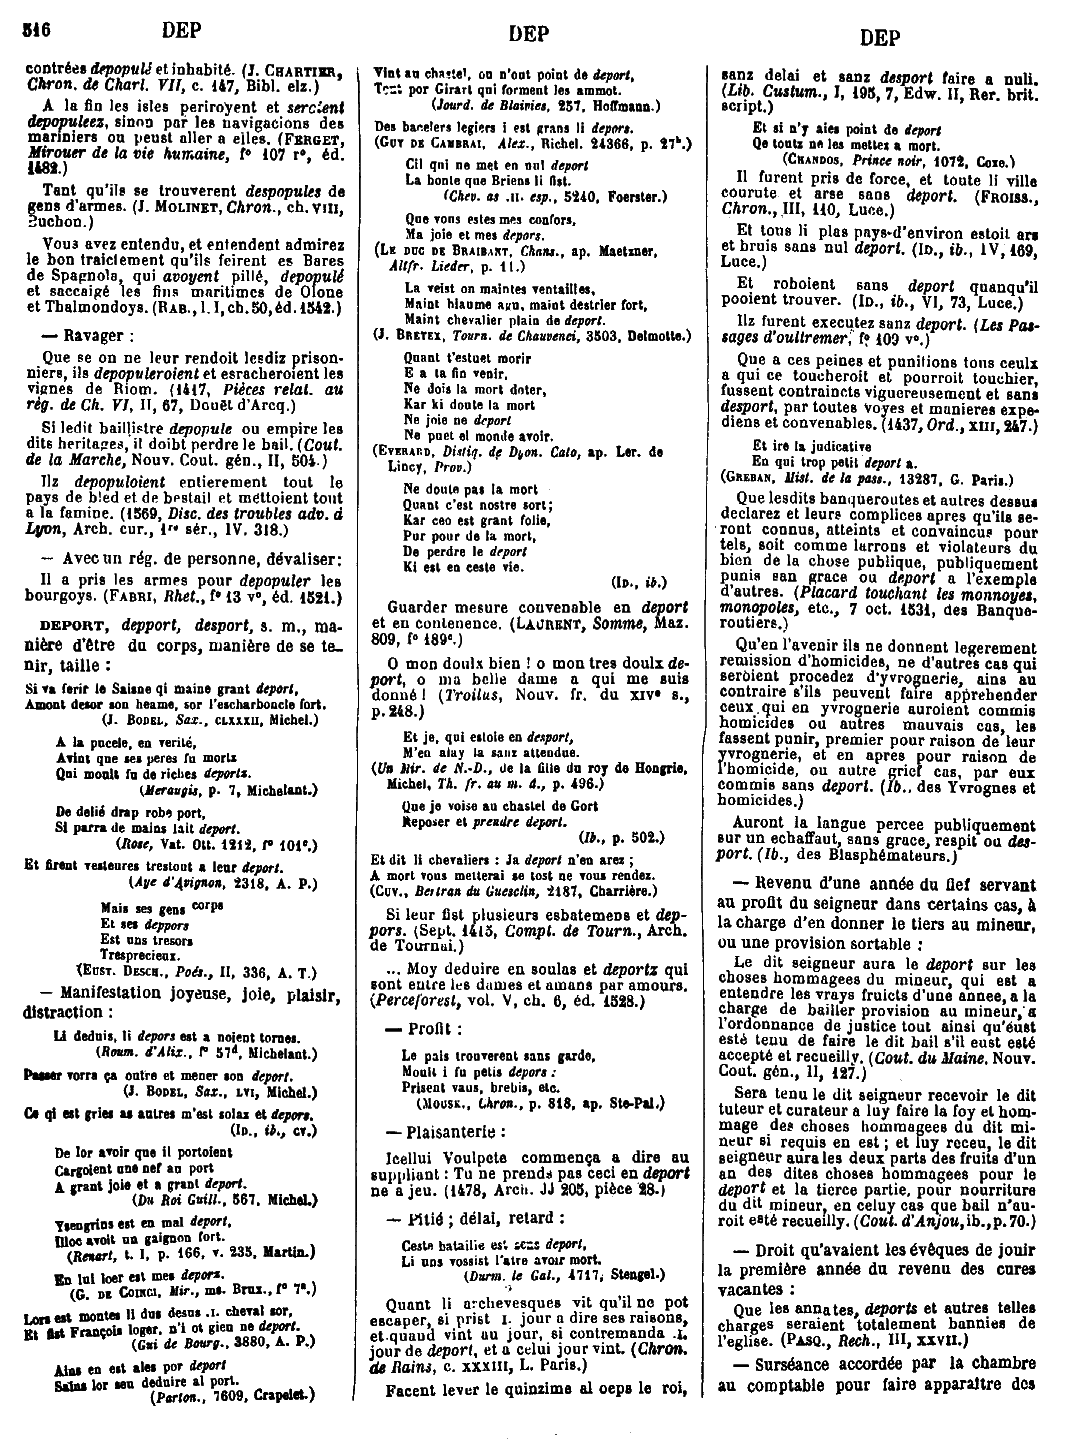 516 DEP DEP DEP
contrées depopulé et inhabité. (J. CHARTIER,
Chron. de Charl. VII, c. 147, Bibl. elz.)
A la fin les isles periroyent et seroient
depopuleez, sinon par les navigacions des
mariniers ou peust aller a elles. (FERGET,
Mirouer de la vie humaine, f° 107 r°, éd.
1482.)
Tant qu'ils se trouverent despopules de
gens d'armes. (J. MOLINET, Chron., ch. VIII,
Buchon.)
Vous avez entendu, et entendent admirez
le bon traictement qu'ils feirent es Bares
de Spagnola, qui avoyent pillé, depopulé
et saccaigé les fins maritimes de Olone
et Thalmondoys. (RAB., l. I, ch. 50, éd. 1542.)
— Ravager :
Que se on ne leur rendoit lesdiz prison-
niers, ils depopuleroient et esracheroient les
vignes de Riom. (1417, Pièces relat. au
règ. de Ch. VI, II, 67, Douët d'Arcq.)
Si ledit baillistre depopule ou empire les
dits heritages, il doibt perdre le bail. (Cout.
de la Marche, Nouv. Cout. gén., II, 504.)
Ilz depopuloient entierement tout le
pays de bled et de bestail et mettoient tout
a la famine. (1569, Disc. des troubles adv. à
Lyon, Arch. cur., 1re sér., IV. 318.)
— Avec un rég. de personne, dévaliser:
Il a pris les armes pour depopuler les
bourgoys. (FABRI, Rhet., f° 13 v°, éd. 1521.)
DEPORT, depport, desport, s. m., ma-
nière d'être du corps, manière de se te-
nir, taille :
Si va ferir le Saisne qi maine grant deport,
Amont desor son heame, sor l'escharboncle fort.
(J. BODEL, Sax., CLXXXII, Michel.)
A la pucele, en verité,
Avint que ses peres fu mortz
Qui moult fu de riches deportz.
(Meraugis, p. 7, Michelant.)
De delié drap robe port,
Si parra de mains lait deport.
(Rose, Vat. Ott. 1212, f° 101c.)
Et firent vesteures trestout a leur deport.
(Aye d'Avignon, 2318, A. P.)
Mais ses gens corps
Et ses deppors
Est uns tresors
Tresprecieux.
(EUST. DESCH., Poés., II, 336, A. T.)
— Manifestation joyeuse, joie, plaisir,
distraction :
Li deduis, li depors est a noient tornes.
(Roum. d'Alix., f° 57d, Michelant.)
Passer vorra ça outre et mener son deport.
(J. BODEL, Sax., LVI, Michel.)
Ce qi est gries as autres m'est solaz et depors.
(ID., ib., CV.)
De lor avoir que il portoient
Cargoient une nef au port
A grant joie et a grant deport.
(Du Roi Guill., 567, Michel.)
Ysengrins est en mal deport,
Illoc avoit un gaignon fort.
(Renart, t. I, p. 166, v. 235, Martin.)
En lui loer est mes deporz.
(G. DE COINCI, Mir., ms. Brux., f° 7a.)
Lors est montes li dus desus .I. cheval sor,
Et fist François loger, n'i ot gien ne deport.
(Gui de Bourg., 3880, A. P.)
Ains en est ales por deport
Sains lor seu deduire al port.
(Parton., 7609, Crapelet.)
Vint au chastel, on n'ont point de deport,
Tost por Girart qui forment les ammot.
(Jourd. de Blaivies, 257, Hoffmann.)
Des bacelers legiers i est grans li depors.
(GUY DE CAMBRAI, Alex., Richel. 24366, p. 27b.)
Cil qui ne met en nul deport
La bonte que Briens li fist.
(Chev. as .II. esp., 5240, Foerster.)
Que vous estes mes confors,
Ma joie et mes depors.
(LE DUC DE BRAIBANT, Chans., ap. Maetzner,
Altfr. Lieder, p. 11.)
La veist on maintes ventailles,
Maint hiaume agu, maint destrier fort,
Maint chevalier plain de deport.
(J. BRETEX, Tourn. de Chauvenci, 3503, Delmotte.)
Quant t'estuet morir
E a ta fin venir,
Ne dois la mort doter,
Kar ki doute la mort
Ne joie ne deport
Ne puet el monde avoir.
(EVERARD, Distiq. de Dyon. Cato, ap. Ler. de
Lincy, Prov.)
Ne doute pas la mort
Quant c'est nostre sort;
Kar ceo est grant folie,
Pur pour de la mort,
De perdre le deport
Ki est en ceste vie.
(ID., ib.)
Guarder mesure convenable en deport
et en contenence. (LAURENT, Somme, Maz.
809, f° 189c.)
O mon doulx bien ! o mon tres doulx de-
port, o ma belle dame a qui me suis
donné ! (Troilus, Nouv. fr. du XIVe s.,
p. 248.)
Et je, qui estoie en desport,
M'en alay la sanz attendue.
(Un Mir. de N.-D., de la fille du roy de Hongrie,
Michel, Th. fr. au m. â., p. 496.)
Que je voise au chastel de Gort
Reposer et prendre deport.
(Ib., p. 502.)
Et dit li chevaliers : Ja deport n'en arez ;
A mort vous metterai se tost ne vous rendez.
(CUV., Bertran du Guesclin, 2187, Charrière.)
Si leur fist plusieurs esbatemens et dep-
pors. (Sept. 1415, Compt. de Tourn., Arch.
de Tournai.)
... Moy deduire en soulas et deportz qui
sont entre les dames et amans par amours.
(Perceforest, vol. V, ch. 6, éd. 1528.)
— Profit :
Le pais trouverent sans garde,
Moult i fu petis depors :
Prisent vaus, brebis, etc.
(MOUSK., Chron., p. 818, ap. Ste-Pal.)
— Plaisanterie :
Icellui Voulpete commença a dire au
suppliant : Tu ne prends pas ceci en deport
ne a jeu. (1478, Arch. JJ 205, pièce 28.)
— Pitié ; délai, retard :
Ceste bataille est senz deport,
Li uns vossist l'atre avoir mort.
(Durm. le Gal., 4717, Stengel.)
Quant li archevesques vit qu'il ne pot
escaper, si prist I. jour a dire ses raisons,
et quand vint au jour, si contremanda .I.
jour de deport, et a celui jour vint. (Chron.
de Rains, c. XXXIII, L. Paris.)
Facent lever le quinzime al oeps le roi,
sanz delai et sanz desport faire a nuli.
(Lib. Custum., I, 195, 7, Edw. II, Rer. brit.
script.)
Et si n'y aies point de deport
Qe toutz ne les mettez a mort.
(CHANDOS, Prince noir, 1072, Coxe.)
Il furent pris de force, et toute li ville
courute et arse sans deport. (FROISS.,
Chron., III, 110, Luce.)
Et tous li plas pays d'environ estoit ars
et bruis sans nul deport. (ID., ib., IV, 169,
Luce.)
Et roboient sans deport quanqu'il
pooient trouver. (ID., ib., VI, 73, Luce.)
Ilz furent executez sanz deport. (Les Pas-
sages d'oultremer, f° 109 v°.)
Que a ces peines et punitions tous ceulx
a qui ce toucheroit et pourroit touchier,
fussent contraincts viguereusement et sans
desport, par toutes voyes et manieres expe-
diens et convenables. (1437, Ord., XIII, 247.)
Et ire la judicative
En qui trop petit deport a.
(GREBAN, Mist. de la pass., 13287, G. Paris.)
Que lesdits banqueroutes et autres dessus
declarez et leurs complices apres qu'ils se-
ront connus, atteints et convaincus pour
tels, soit comme larrons et violateurs du
bien de la chose publique, publiquement
punis san grace ou deport a l'exemple
d'autres. (Placard touchant les monnoyes,
monopoles, etc., 7 oct. 1531, des Banque-
routiers.)
Qu'en l'avenir ils ne donnent legerement
remission d'homicides, ne d'autres cas qui
seroient procedez d'yvrognerie, ains au
contraire s'ils peuvent faire apprehender
ceux qui en yvrognerie auroient commis
homicides ou autres mauvais cas, les
fassent punir, premier pour raison de leur
yvrognerie, et en apres pour raison de
l'homicide, ou autre grief cas, par eux
commis sans deport. (Ib., des Yvrognes et
homicides.)
Auront la langue percee publiquement
sur un echaffaut, sans grace, respit ou des-
port. (Ib., des Blasphémateurs.)
— Revenu d'une année du fief servant
au profit du seigneur dans certains cas, à
la charge d'en donner le tiers au mineur,
ou une provision sortable :
Le dit seigneur aura le deport sur les
choses hommagees du mineur, qui est a
entendre les vrays fruicts d'une annee, a la
charge de bailler provision au mineur, a
l'ordonnance de justice tout ainsi qu'eust
esté tenu de faire le dit bail s'il eust esté
accepté et recueilly. (Cout. du Maine, Nouv.
Cout. gén., II, 127.)
Sera tenu le dit seigneur recevoir le dit
tuteur et curateur a luy faire la foy et hom-
mage des choses hommagees du dit mi-
neur si requis en est ; et luy receu, le dit
seigneur aura les deux parts des fruits d'un
an des dites choses hommagees pour le
deport et la tierce partie, pour nourriture
du dit mineur, en celuy cas que bail n'au-
roit esté recueilly. (Cout. d'Anjou, ib., p. 70.)
— Droit qu'avaient les évêques de jouir
la première année du revenu des cures
vacantes :
Que les annates, deports et autres telles
charges seraient totalement bannies de
l'eglise. (PASQ., Rech., III, XXVII.)
— Surséance accordée par la chambre
au comptable pour faire apparaître des